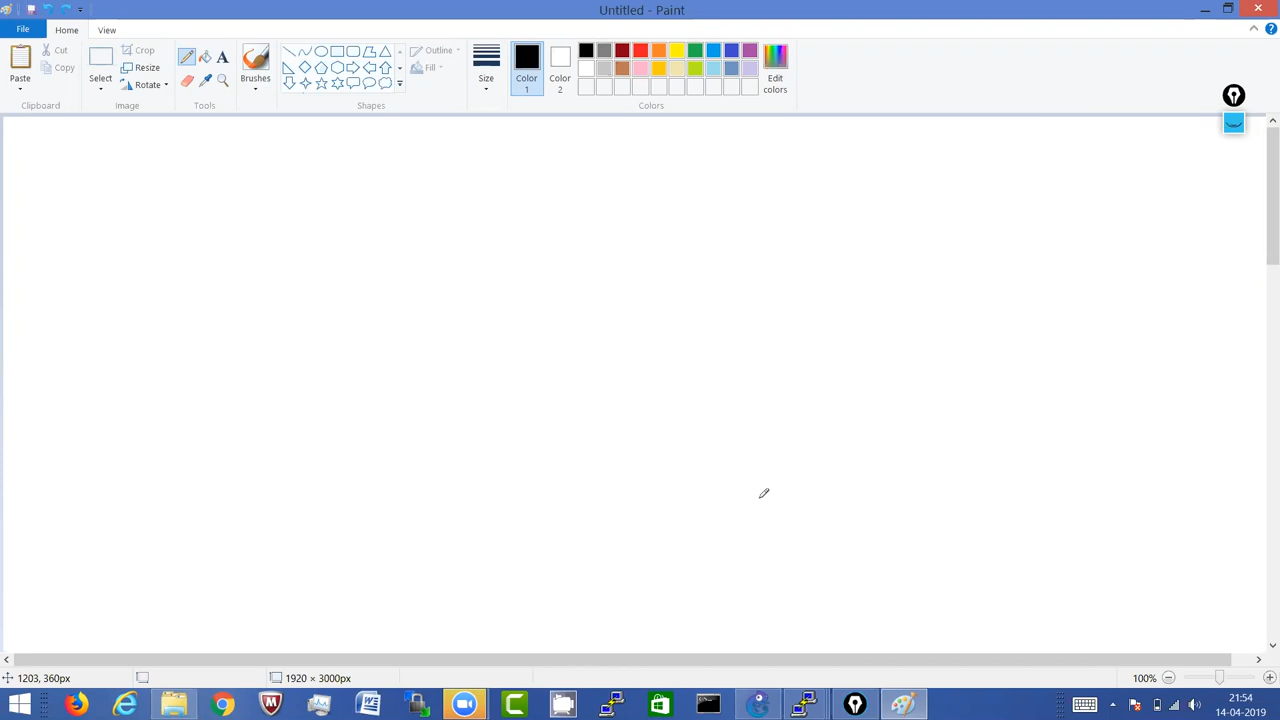 Untitled - Paint
File Home View
Paste Cut Copy Clipboard
Select Crop Resize Rotate Image
Tools
Brushes
Shapes Outline Fill
Size
Color 1 Color 2 Edit colors Colors
1203, 360px 1920 × 3000px 100%
21:54
14-04-2019